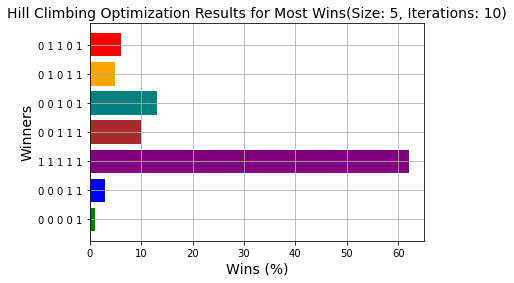 Hill Climbing Optimization Results for Most Wins(Size: 5, Iterations: 10)
Winners
0 1 1 0 1
0 1 0 1 1
0 0 1 0 1
0 0 1 1 1
1 1 1 1 1
0 0 0 1 1
0 0 0 0 1
0 10 20 30 40 50 60
Wins (%)